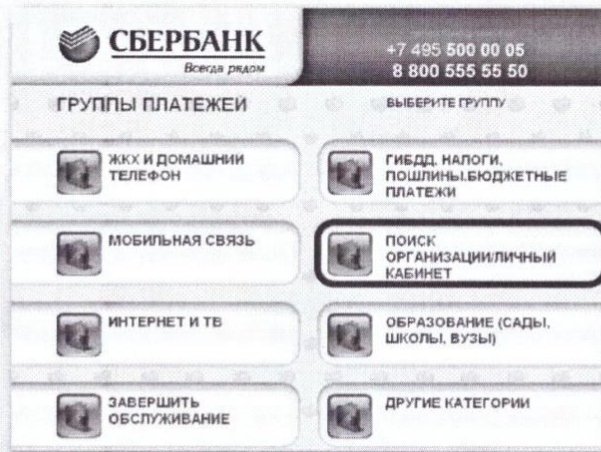 СБЕРБАНК
Всегда рядом
+7 495 500 00 05
8 800 555 55 50
ГРУППЫ ПЛАТЕЖЕЙ
ВЫБЕРИТЕ ГРУППУ
ЖКХ И ДОМАШНИЙ
ТЕЛЕФОН
ГИБДД, НАЛОГИ,
ПОШЛИНЫ,БЮДЖЕТНЫЕ
ПЛАТЕЖИ
МОБИЛЬНАЯ СВЯЗЬ
ПОИСК
ОРГАНИЗАЦИИ/ЛИЧНЫЙ
КАБИНЕТ
ИНТЕРНЕТ И ТВ
ОБРАЗОВАНИЕ (САДЫ,
ШКОЛЫ, ВУЗЫ)
ЗАВЕРШИТЬ
ОБСЛУЖИВАНИЕ
ДРУГИЕ КАТЕГОРИИ